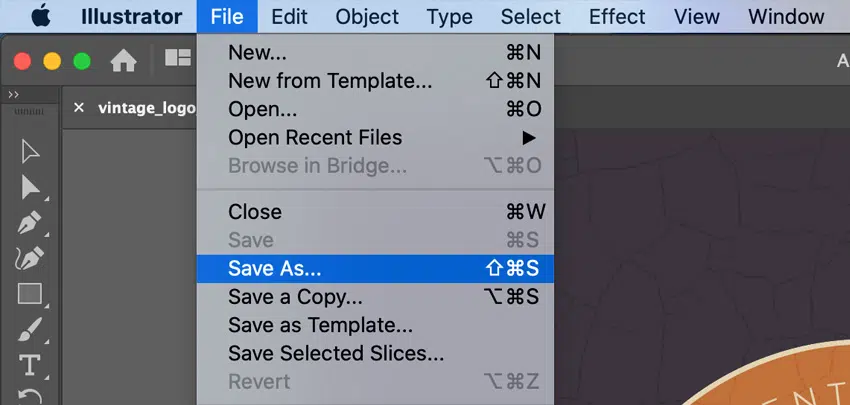 Illustrator File Edit Object Type Select Effect View Window
New... ⌘N
New from Template... ⇧⌘N
Open... ⌘O
Open Recent Files ▶
Browse in Bridge... ⌥⌘O
vintage_logo
Close ⌘W
Save ⌘S
Save As... ⇧⌘S
Save a Copy... ⌥⌘S
Save as Template...
Save Selected Slices...
Revert ⌥⌘Z
A
ENT